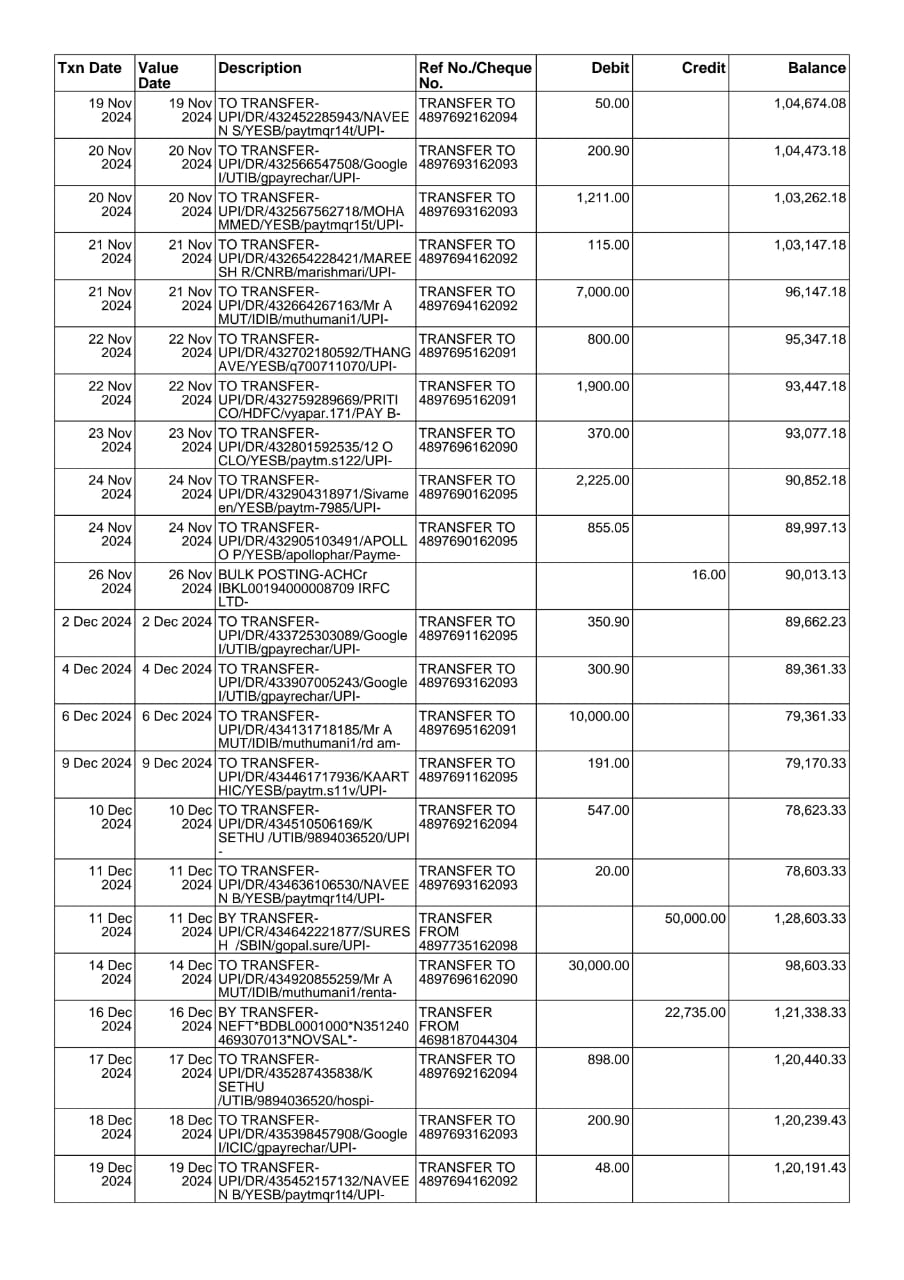 Txn Date Value Description Ref No./Cheque Debit Credit Balance
Date No.
19 Nov 19 Nov TO TRANSFER- TRANSFER TO 50.00 1,04,674.08
2024 2024 UPI/DR/432452285943/NAVEE 4897692162094
N S/YESB/paytmqr14t/UPI-
20 Nov 20 Nov TO TRANSFER- TRANSFER TO 200.90 1,04,473.18
2024 2024 UPI/DR/432566547508/Google 4897693162093
I/UTIB/gpayrechar/UPI-
20 Nov 20 Nov TO TRANSFER- TRANSFER TO 1,211.00 1,03,262.18
2024 2024 UPI/DR/432567562718/MOHA 4897693162093
MMED/YESB/paytmqr15t/UPI-
21 Nov 21 Nov TO TRANSFER- TRANSFER TO 115.00 1,03,147.18
2024 2024 UPI/DR/432654228421/MAREE 4897694162092
SH R/CNRB/marishmari/UPI-
21 Nov 21 Nov TO TRANSFER- TRANSFER TO 7,000.00 96,147.18
2024 2024 UPI/DR/432664267163/Mr A 4897694162092
MUT/IDIB/muthumani1/UPI-
22 Nov 22 Nov TO TRANSFER- TRANSFER TO 800.00 95,347.18
2024 2024 UPI/DR/432702180592/THANG 4897695162091
AVE/YESB/q700711070/UPI-
22 Nov 22 Nov TO TRANSFER- TRANSFER TO 1,900.00 93,447.18
2024 2024 UPI/DR/432759289669/PRITI 4897695162091
CO/HDFC/vyapar.171/PAY B-
23 Nov 23 Nov TO TRANSFER- TRANSFER TO 370.00 93,077.18
2024 2024 UPI/DR/432801592535/12 O 4897696162090
CLO/YESB/paytm.s122/UPI-
24 Nov 24 Nov TO TRANSFER- TRANSFER TO 2,225.00 90,852.18
2024 2024 UPI/DR/432904318971/Sivame 4897690162095
en/YESB/paytm-7985/UPI-
24 Nov 24 Nov TO TRANSFER- TRANSFER TO 855.05 89,997.13
2024 2024 UPI/DR/432905103491/APOLL 4897690162095
O P/YESB/apollophar/Payme-
26 Nov 26 Nov BULK POSTING-ACHCr 16.00 90,013.13
2024 2024 IBKL00194000008709 IRFC
LTD-
2 Dec 2024 2 Dec 2024 TO TRANSFER- TRANSFER TO 350.90 89,662.23
UPI/DR/433725303089/Google 4897691162095
I/UTIB/gpayrechar/UPI-
4 Dec 2024 4 Dec 2024 TO TRANSFER- TRANSFER TO 300.90 89,361.33
UPI/DR/433907005243/Google 4897693162093
I/UTIB/gpayrechar/UPI-
6 Dec 2024 6 Dec 2024 TO TRANSFER- TRANSFER TO 10,000.00 79,361.33
UPI/DR/434131718185/Mr A 4897695162091
MUT/IDIB/muthumani1/rd am-
9 Dec 2024 9 Dec 2024 TO TRANSFER- TRANSFER TO 191.00 79,170.33
UPI/DR/434461717936/KAART 4897691162095
HIC/YESB/paytm.s11v/UPI-
10 Dec 10 Dec TO TRANSFER- TRANSFER TO 547.00 78,623.33
2024 2024 UPI/DR/434510506169/K 4897692162094
SETHU /UTIB/9894036520/UPI
-
11 Dec 11 Dec TO TRANSFER- TRANSFER TO 20.00 78,603.33
2024 2024 UPI/DR/434636106530/NAVEE 4897693162093
N B/YESB/paytmqr1t4/UPI-
11 Dec 11 Dec BY TRANSFER- TRANSFER 50,000.00 1,28,603.33
2024 2024 UPI/CR/434642221877/SURES FROM
H /SBIN/gopal.sure/UPI- 4897735162098
14 Dec 14 Dec TO TRANSFER- TRANSFER TO 30,000.00 98,603.33
2024 2024 UPI/DR/434920855259/Mr A 4897696162090
MUT/IDIB/muthumani1/renta-
16 Dec 16 Dec BY TRANSFER- TRANSFER 22,735.00 1,21,338.33
2024 2024 NEFT*BDBL0001000*N351240 FROM
469307013*NOVSAL*- 4698187044304
17 Dec 17 Dec TO TRANSFER- TRANSFER TO 898.00 1,20,440.33
2024 2024 UPI/DR/435287435838/K 4897692162094
SETHU
/UTIB/9894036520/hospi-
18 Dec 18 Dec TO TRANSFER- TRANSFER TO 200.90 1,20,239.43
2024 2024 UPI/DR/435398457908/Google 4897693162093
I/ICIC/gpayrechar/UPI-
19 Dec 19 Dec TO TRANSFER- TRANSFER TO 48.00 1,20,191.43
2024 2024 UPI/DR/435452157132/NAVEE 4897694162092
N B/YESB/paytmqr1t4/UPI-